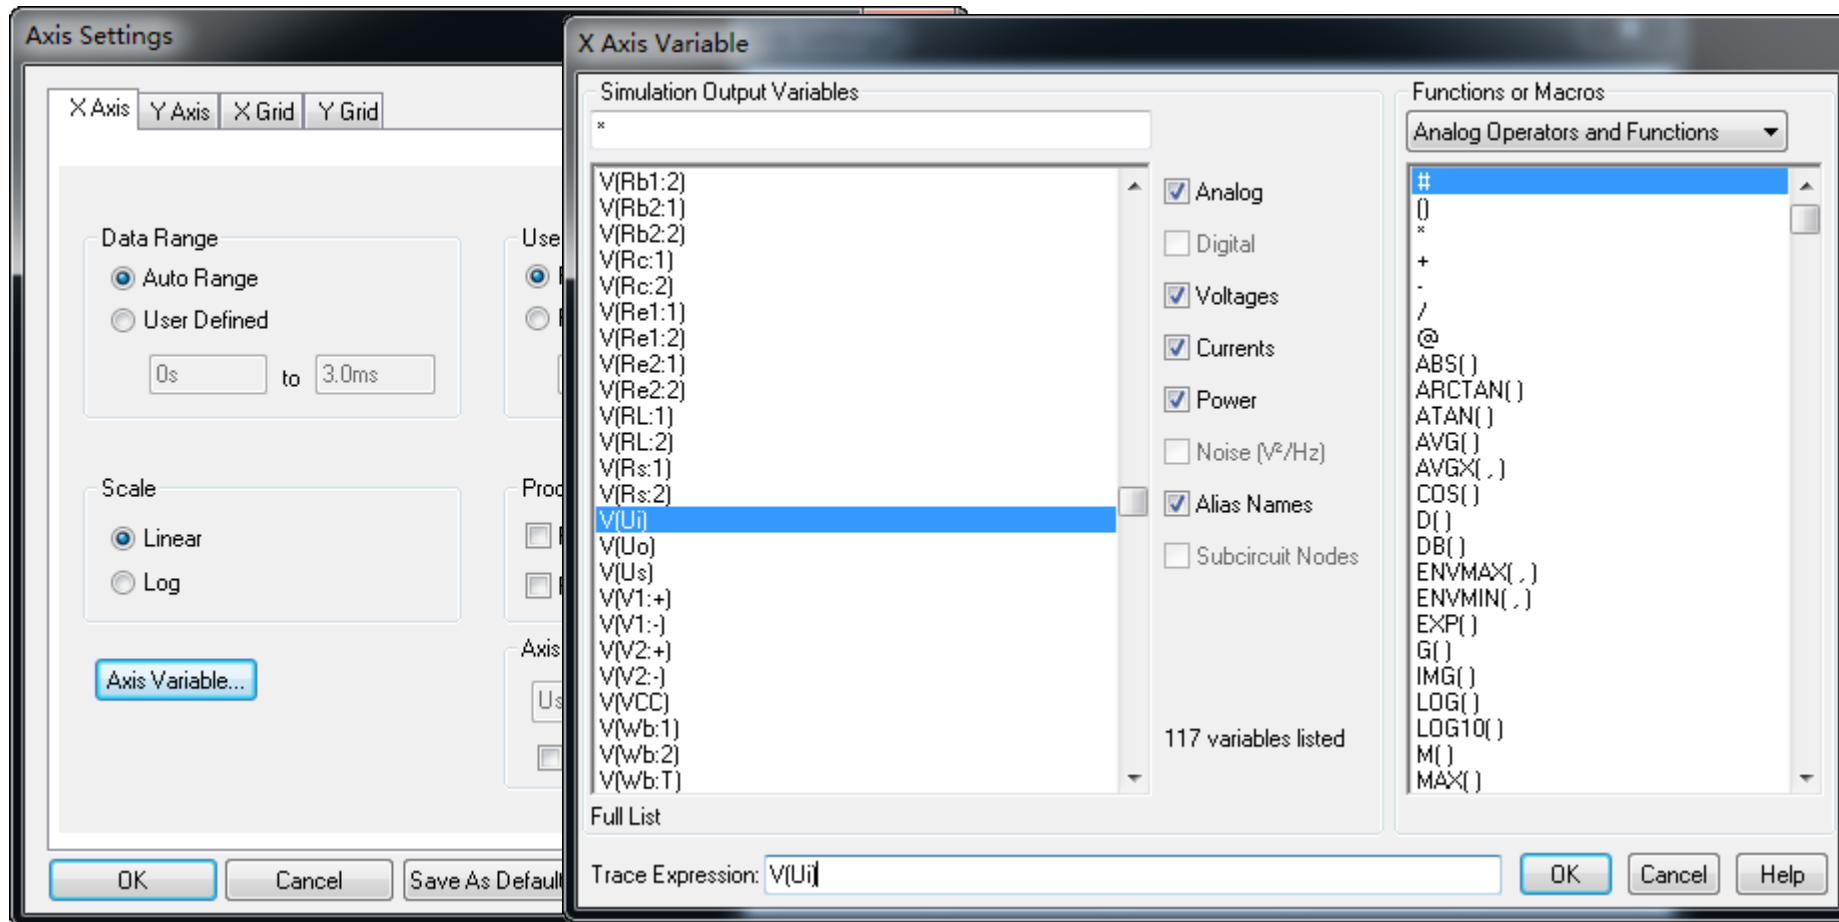 Axis Settings
X Axis
Y Axis
X Grid
Y Grid
Data Range
Auto Range
User Defined
0s
to
3.0ms
Scale
Linear
Log
Axis Variable...
Use
Proc
Axis
Us
OK
Cancel
Save As Default
X Axis Variable
Simulation Output Variables
*
V(Rb1:2)
V(Rb2:1)
V(Rb2:2)
V(Rc:1)
V(Rc:2)
V(Re1:1)
V(Re1:2)
V(Re2:1)
V(Re2:2)
V(RL:1)
V(RL:2)
V(Rs:1)
V(Rs:2)
V(Ui)
V(Uo)
V(Us)
V(V1:+)
V(V1:-)
V(V2:+)
V(V2:-)
V(VCC)
V(Wb:1)
V(Wb:2)
V(Wb:T)
Full List
Analog
Digital
Voltages
Currents
Power
Noise (V²/Hz)
Alias Names
Subcircuit Nodes
117 variables listed
Functions or Macros
Analog Operators and Functions
#
()
*
+
-
/
@
ABS( )
ARCTAN( )
ATAN( )
AVG( )
AVGX( , )
COS( )
D( )
DB( )
ENVMAX( , )
ENVMIN( , )
EXP( )
G( )
IMG( )
LOG( )
LOG10( )
M( )
MAX( )
Trace Expression:
V(Ui)
OK
Cancel
Help